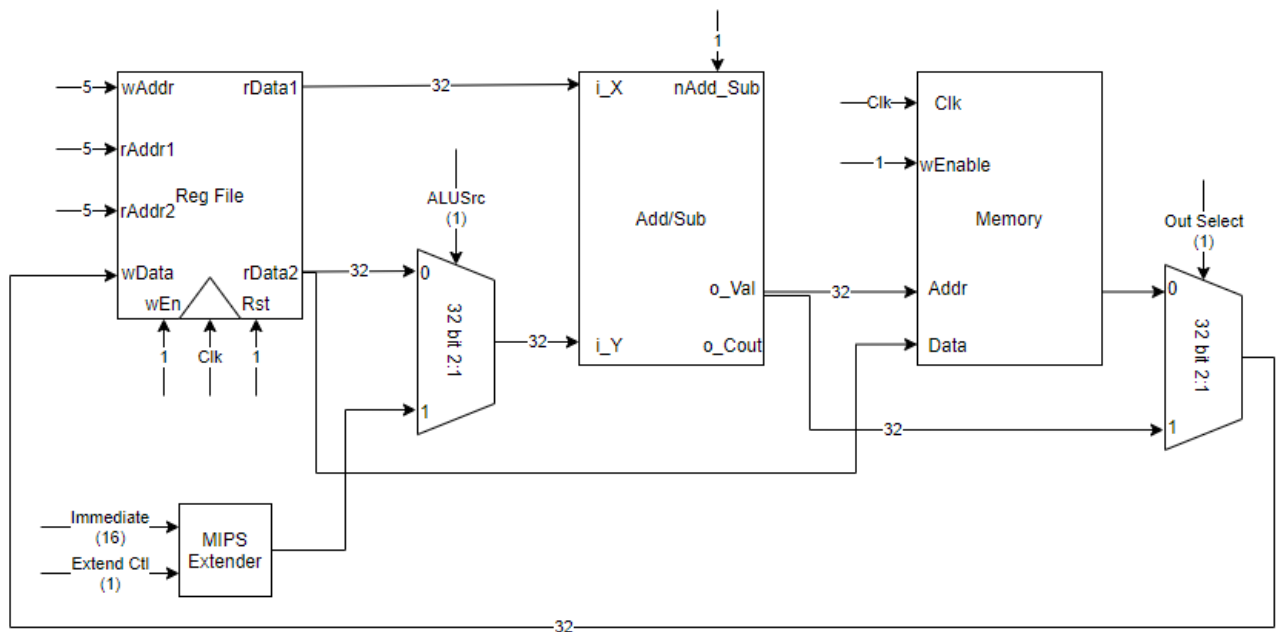 1
5
wAddr
rData1
32
i_X
nAdd_Sub
Clk
Clk
5
rAddr1
1
wEnable
5
rAddr2
Reg File
ALUSrc
(1)
Add/Sub
Memory
Out Select
(1)
wData
rData2
32
0
o_Val
32
Addr
0
wEn
Rst
32 bit 2:1
32
i_Y
o_Cout
Data
32 bit 2:1
1
Clk
1
1
32
1
Immediate
(16)
MIPS
Extender
Extend Ctl
(1)
32